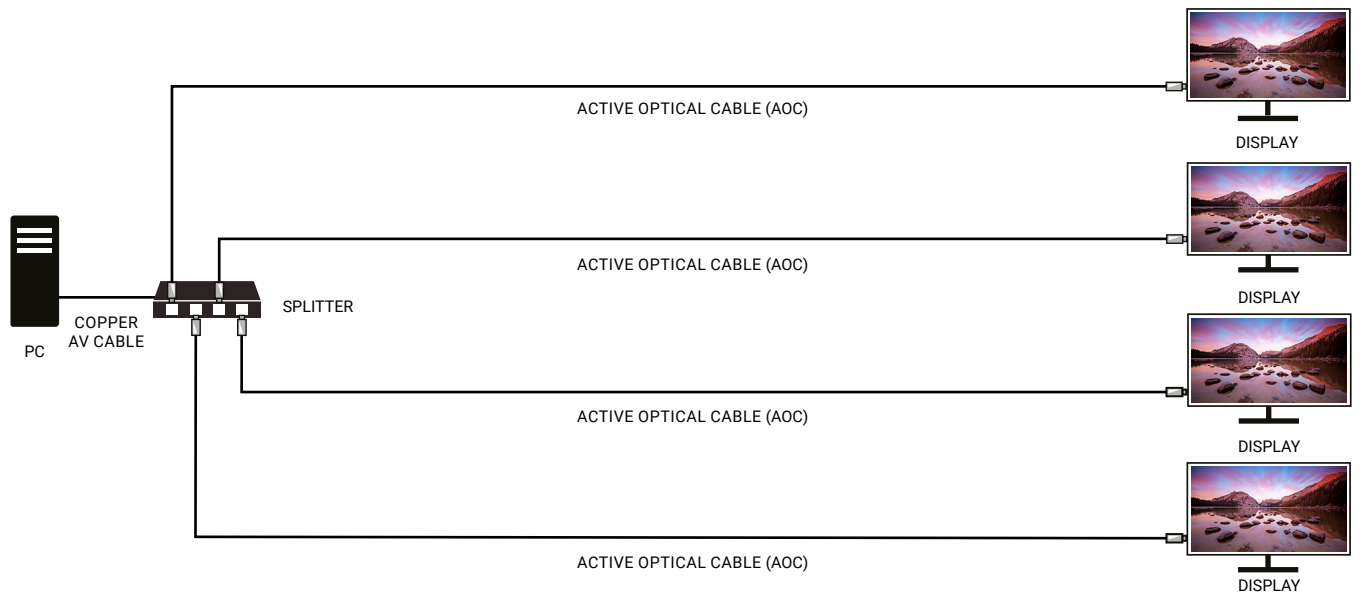 ACTIVE OPTICAL CABLE (AOC)
DISPLAY
ACTIVE OPTICAL CABLE (AOC)
DISPLAY
SPLITTER
COPPER
AV CABLE
PC
ACTIVE OPTICAL CABLE (AOC)
DISPLAY
ACTIVE OPTICAL CABLE (AOC)
DISPLAY